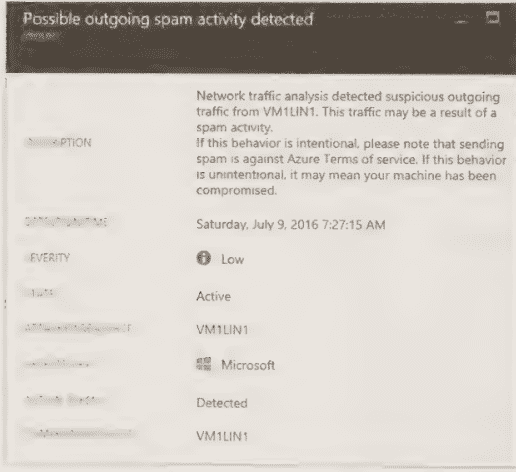 Possible outgoing spam activity detected
Network traffic analysis detected suspicious outgoing
traffic from VM1LIN1. This traffic may be a result of a
spam activity.
If this behavior is intentional, please note that sending
spam is against Azure Terms of service. If this behavior
is unintentional, it may mean your machine has been
compromised.
Saturday, July 9, 2016 7:27:15 AM
EVERITY Low
Active
VM1LIN1
Microsoft
Detected
VM1LIN1